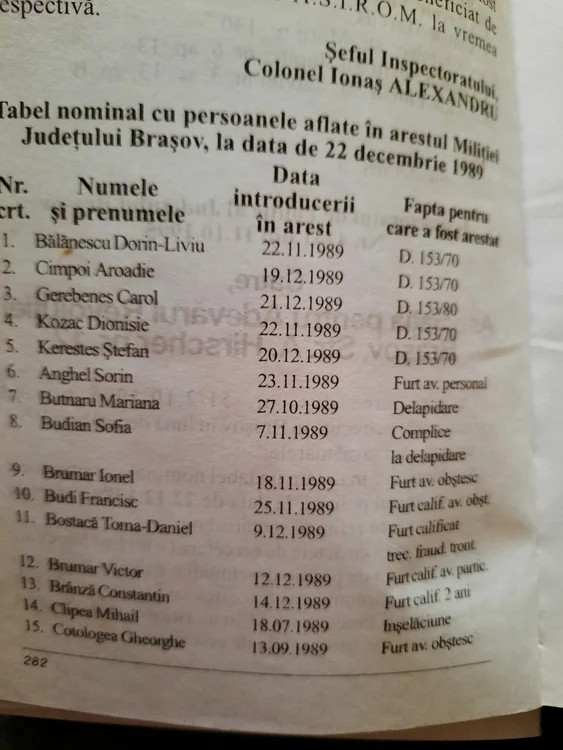 espectivă.
eficiat de
S.I.R.O.M. la vremea
Șeful Inspectoratului,
Colonel Ionaș ALEXANDRU
Tabel nominal cu persoanele aflate în arestul Miliției
Județului Brașov, la data de 22 decembrie 1989
Nr. crt. Numele și prenumele Data introducerii în arest Fapta pentru care a fost arestat
1. Bălănescu Dorin-Liviu 22.11.1989 D. 153/70
2. Cimpoi Aroadie 19.12.1989 D. 153/70
3. Gerebenes Carol 21.12.1989 D. 153/80
4. Kozac Dionisie 22.11.1989 D. 153/70
5. Kerestes Ștefan 20.12.1989 D. 153/70
6. Anghel Sorin 23.11.1989 Furt av. personal
7. Butnaru Mariana 27.10.1989 Delapidare
8. Budian Sofia 7.11.1989 Complice
la delapidare
9. Brumar Ionel 18.11.1989 Furt av. obștesc
10. Budi Francisc 25.11.1989 Furt calif. av. obșt.
11. Bostacă Toma-Daniel 9.12.1989 Furt calificat
trec. fraud. front.
12. Brumar Victor 12.12.1989 Furt calif. av. partic.
13. Brânză Constantin 14.12.1989 Furt calif. 2 ani
14. Clipea Mihail 18.07.1989 Înșelăciune
15. Cotologea Gheorghe 13.09.1989 Furt av. obștesc
282